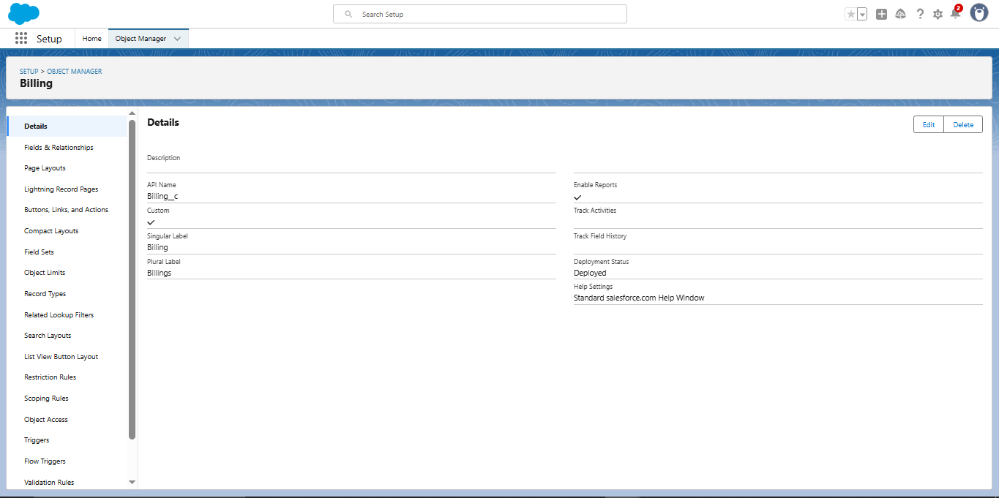 Search Setup
2
Setup
Home
Object Manager
SETUP > OBJECT MANAGER
Billing
Details
Fields & Relationships
Page Layouts
Lightning Record Pages
Buttons, Links, and Actions
Compact Layouts
Field Sets
Object Limits
Record Types
Related Lookup Filters
Search Layouts
List View Button Layout
Restriction Rules
Scoping Rules
Object Access
Triggers
Flow Triggers
Validation Rules
Details
Edit
Delete
Description
API Name
Billing__c
Custom
Singular Label
Billing
Plural Label
Billings
Enable Reports
Track Activities
Track Field History
Deployment Status
Deployed
Help Settings
Standard salesforce.com Help Window